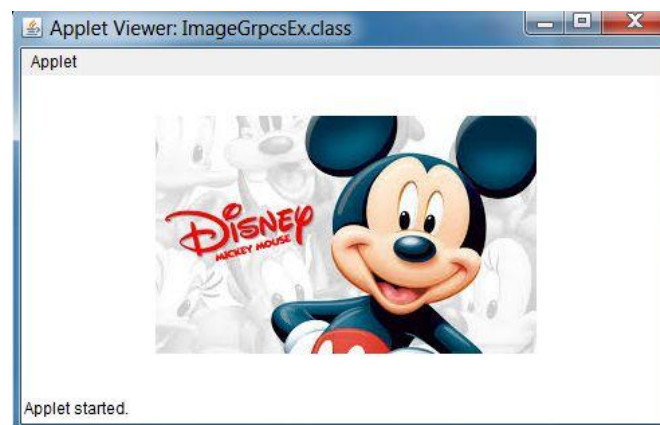 Applet Viewer: ImageGrpcsEx.class
Applet
DISNEY
MICKEY MOUSE
Applet started.